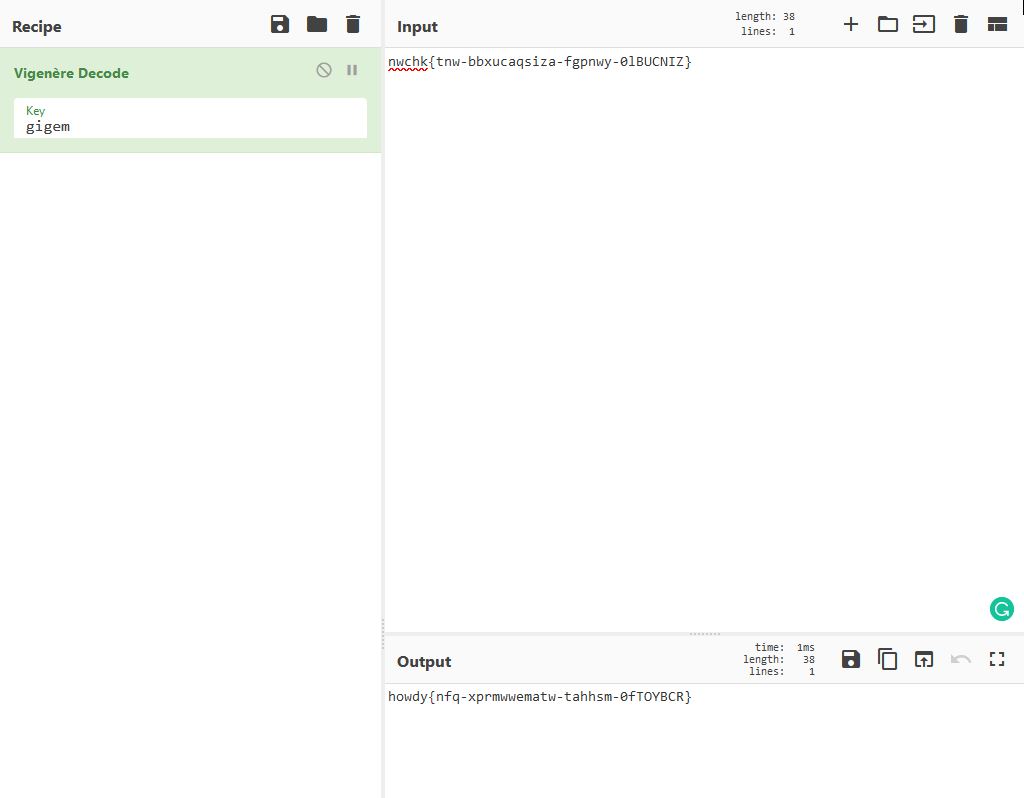 Recipe
Vigenère Decode
Key
gigem
Input
length: 38
lines: 1
nwchk{tnw-bbxucaqsiza-fgpnwy-0lBUCNIZ}
Output
time: 1ms
length: 38
lines: 1
howdy{nfq-xprmwwematw-tahhsm-0fTOYBCR}